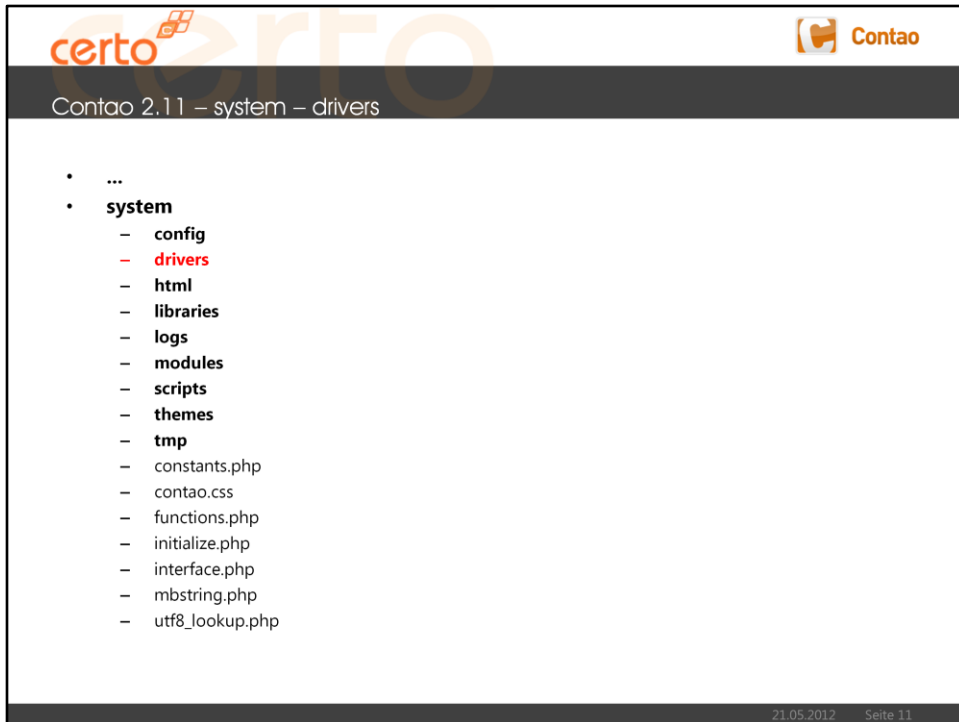 certo
Contao
Contao 2.11 – system – drivers
• ...
• system
– config
– drivers
– html
– libraries
– logs
– modules
– scripts
– themes
– tmp
– constants.php
– contao.css
– functions.php
– initialize.php
– interface.php
– mbstring.php
– utf8_lookup.php
21.05.2012 Seite 11